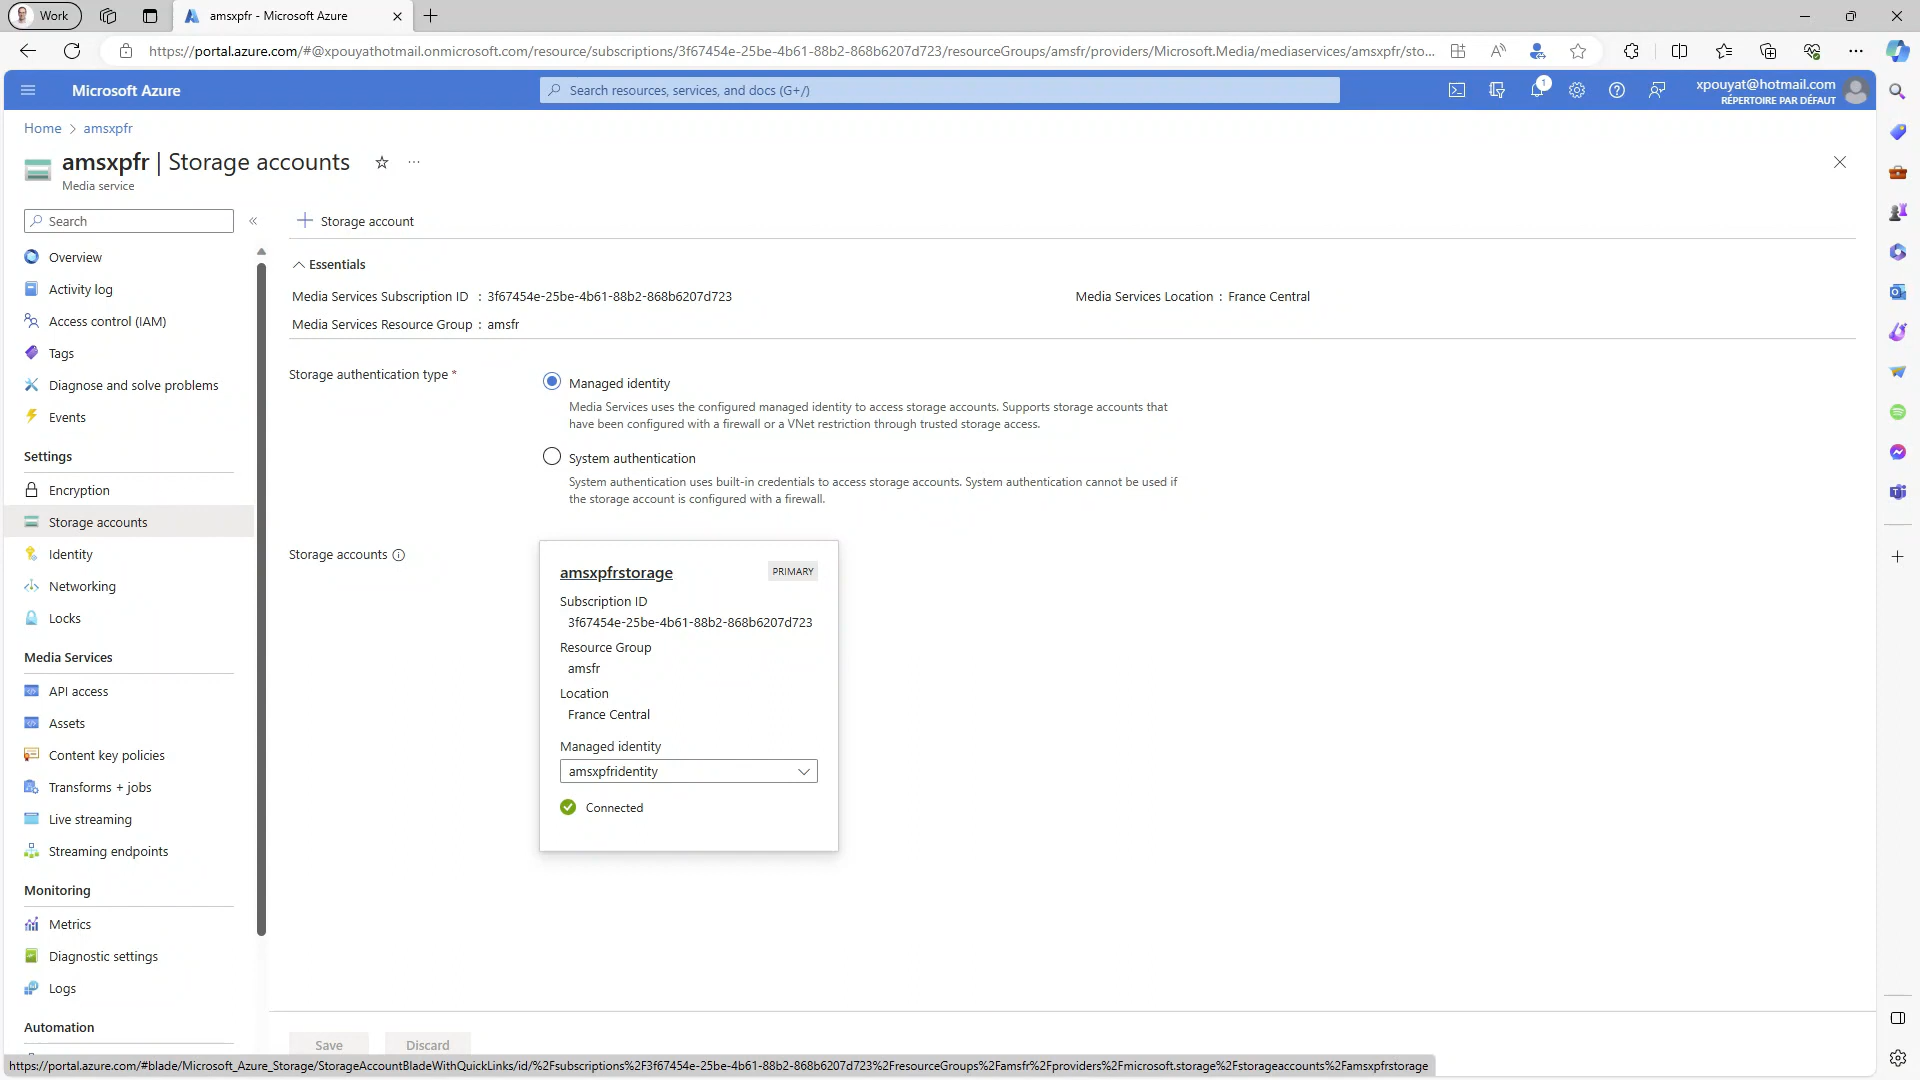 Work
amsxpfr - Microsoft Azure
https://portal.azure.com/#@xpouyathotmail.onmicrosoft.com/resource/subscriptions/3f67454e-25be-4b61-88b2-868b6207d723/resourceGroups/amsfr/providers/Microsoft.Media/mediaservices/amsxpfr/sto...
Microsoft Azure
Search resources, services, and docs (G+/)
1
xpouyat@hotmail.com
RÉPERTOIRE PAR DÉFAUT
Home > amsxpfr
amsxpfr | Storage accounts
Media service
Search
Overview
Activity log
Access control (IAM)
Tags
Diagnose and solve problems
Events
Settings
Encryption
Storage accounts
Identity
Networking
Locks
Media Services
API access
Assets
Content key policies
Transforms + jobs
Live streaming
Streaming endpoints
Monitoring
Metrics
Diagnostic settings
Logs
Automation
Storage account
Essentials
Media Services Subscription ID : 3f67454e-25be-4b61-88b2-868b6207d723
Media Services Location : France Central
Media Services Resource Group : amsfr
Storage authentication type *
Managed identity
Media Services uses the configured managed identity to access storage accounts. Supports storage accounts that
have been configured with a firewall or a VNet restriction through trusted storage access.
System authentication
System authentication uses built-in credentials to access storage accounts. System authentication cannot be used if
the storage account is configured with a firewall.
Storage accounts
amsxpfrstorage
PRIMARY
Subscription ID
3f67454e-25be-4b61-88b2-868b6207d723
Resource Group
amsfr
Location
France Central
Managed identity
amsxpfridentity
Connected
Save
Discard
https://portal.azure.com/#blade/Microsoft_Azure_Storage/StorageAccountBladeWithQuickLinks/id/%2Fsubscriptions%2F3f67454e-25be-4b61-88b2-868b6207d723%2FresourceGroups%2Famsfr%2Fproviders%2Fmicrosoft.storage%2Fstorageaccounts%2Famsxpfrstorage